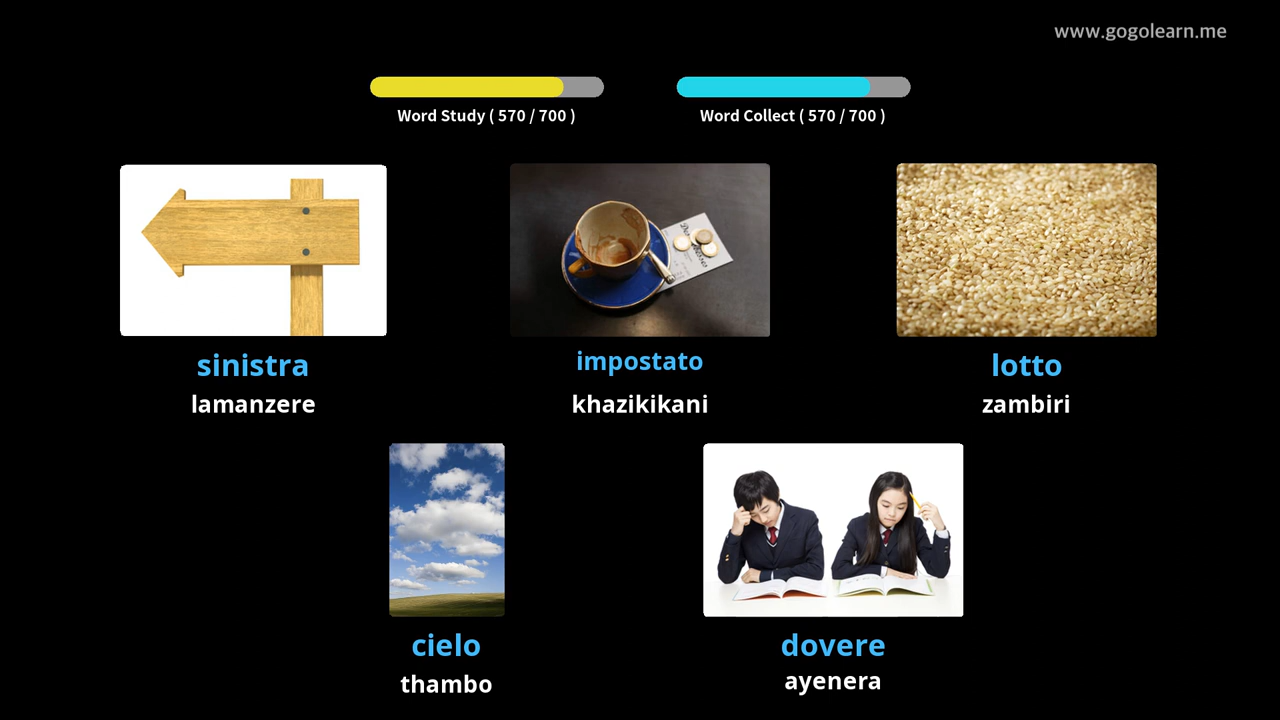 www.gogolearn.me
Word Study ( 570 / 700 )
Word Collect ( 570 / 700 )
sinistra
lamanzere
impostato
khazikikani
lotto
zambiri
cielo
thambo
dovere
ayenera